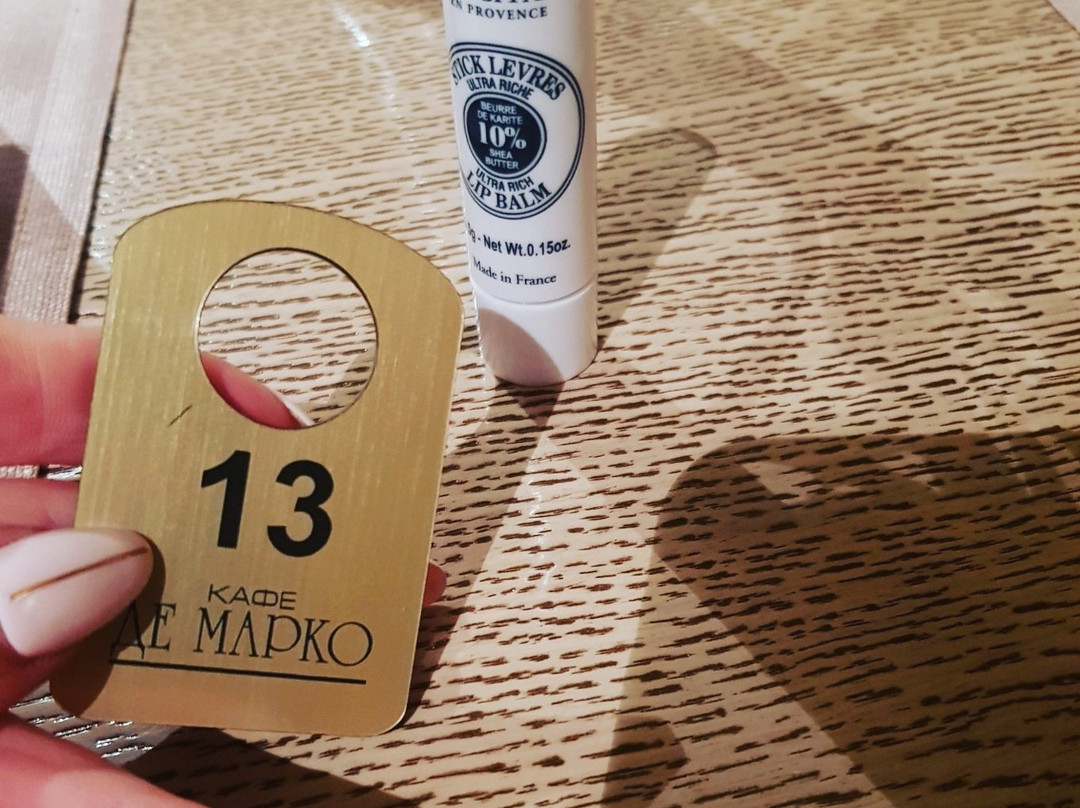 EN PROVENCE
STICK LEVRES
ULTRA RICHE
BEURRE
DE KARITE
10%
SHEA
BUTTER
ULTRA RICH
LIP BALM
- Net Wt.0.15oz.
Made in France
13
КАФЕ
ДЕ МАРКО